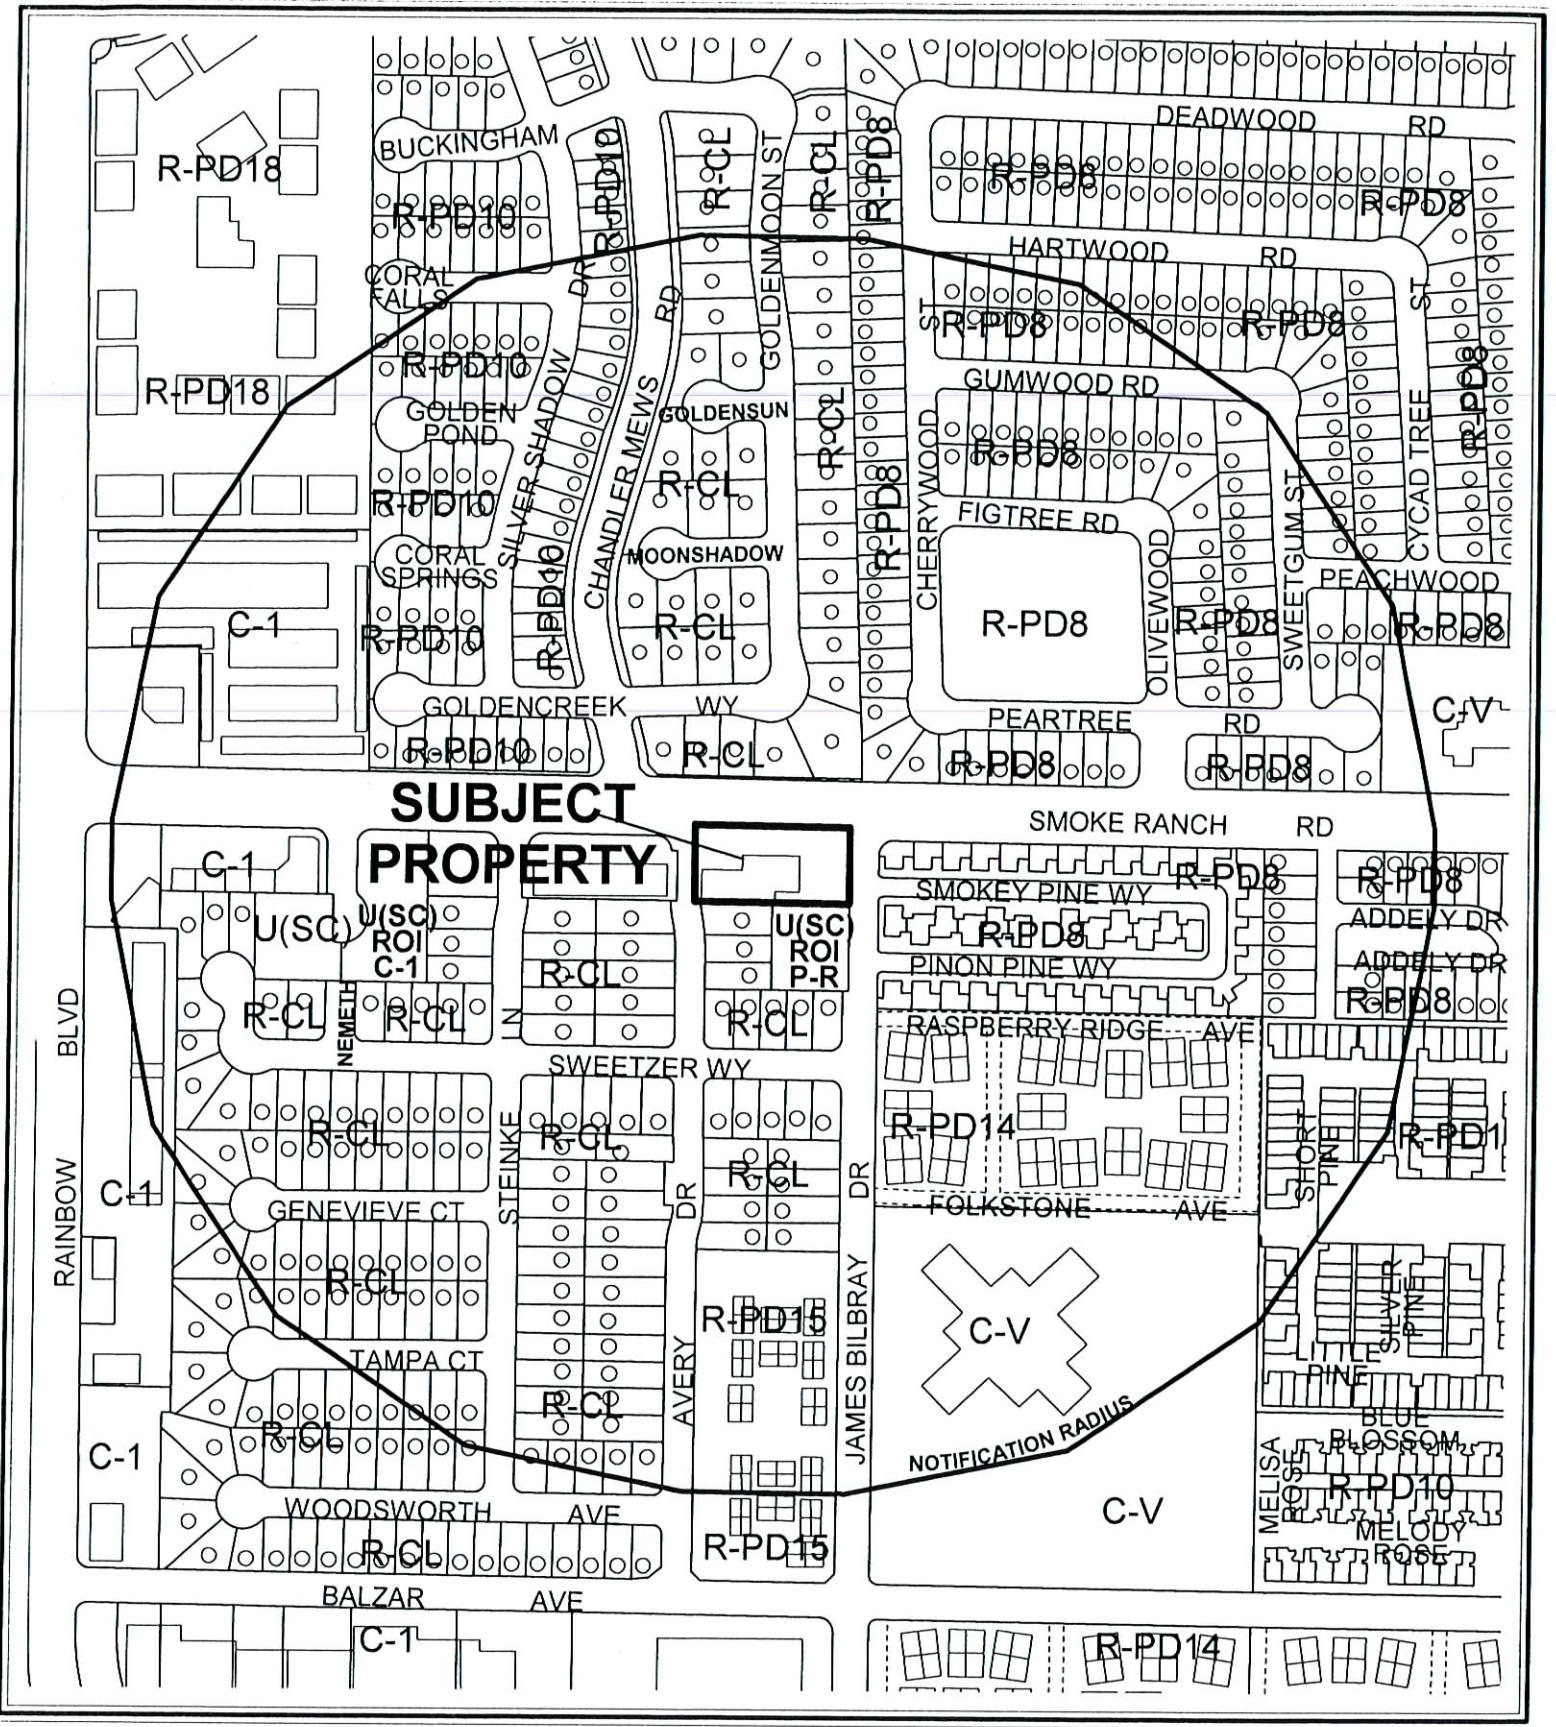 DEADWOOD RD
BUCKINGHAM
R-PD10
R-CL
GOLDENMOON ST
R-CL
R-PD8
R-PD18
R-PD8
R-PD8
R-PD10
HARTWOOD RD
CORAL
FALLS
DR
RD
ST
ST
R-PD8
R-PD8
R-PD8
R-PD10
R-PD18
GUMWOOD RD
GOLDEN
POND
SILVER SHADOW
CHANDLER MEWS
GOLDENSUN
R-CL
CHERRYWOOD
CYCAD TREE
R-PD8
R-CL
R-PD10
R-PD8
FIGTREE RD
SWEETGUM ST
CORAL
SPRINGS
MOONSHADOW
OLIVEWOOD
PEACHWOOD
R-PD10
C-1
R-PD10
R-CL
R-PD8
R-PD8
R-PD8
GOLDENCREEK WY
PEARTREE RD
C-V
R-PD10
R-CL
R-PD8
R-PD8
SUBJECT
PROPERTY
SMOKE RANCH RD
C-1
R-PD8
R-PD8
SMOKEY PINE WY
U(SC)
U(SC)
ROI
C-1
U(SC)
ROI
P-R
ADDELY DR
R-PD8
R-CL
PINON PINE WY
ADDELY DR
R-PD8
R-CL
NEMETH
R-CL
LN
R-CL
RASPBERRY RIDGE AVE
BLVD
SWEETZER WY
R-CL
STEINKE
R-CL
R-PD14
SHORT
PINE
R-PD1
R-CL
C-1
DR
DR
RAINBOW
GENEVIEVE CT
FOLKSTONE AVE
R-CL
R-PD15
C-V
SILVER
PINE
TAMPA CT
AVERY
JAMES BILBRAY
LITTLE
PINE
R-CL
R-CL
NOTIFICATION RADIUS
BLUE
BLOSSOM
C-1
MELISA
ROSE
R-PD10
WOODSWORTH AVE
C-V
MELODY
ROSE
R-CL
R-PD15
BALZAR AVE
C-1
R-PD14